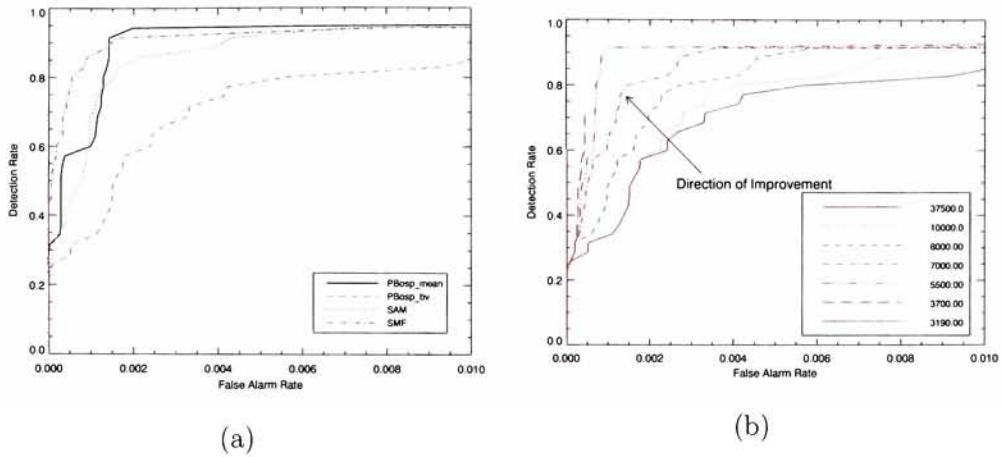 1.0
0.8
0.6
0.4
0.2
0.0
Detection Rate
0.000
0.002
0.004
0.006
0.008
0.010
False Alarm Rate
PBosp_mean
PBosp_bv
SAM
SMF
(a)
1.0
0.8
0.6
0.4
0.2
0.0
Detection Rate
0.000
0.002
0.004
0.006
0.008
0.010
False Alarm Rate
Direction of Improvement
37500.0
10000.0
8000.00
7000.00
5500.00
3700.00
3190.00
(b)